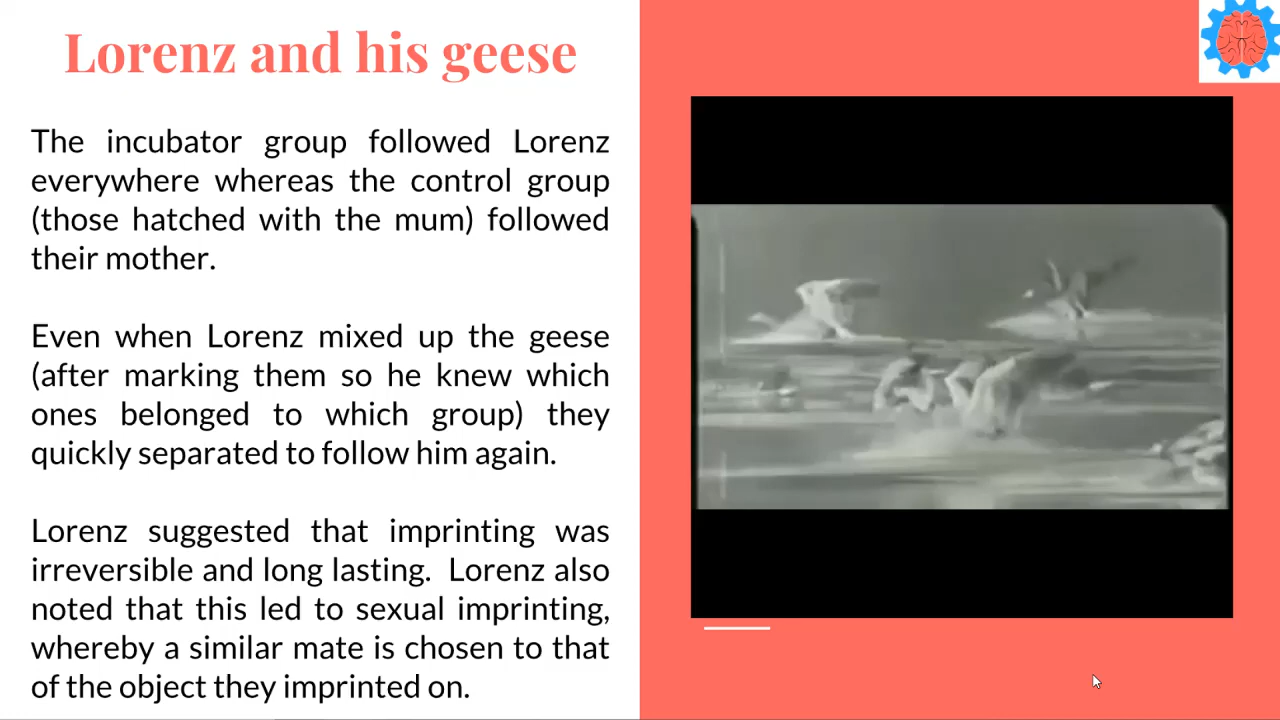 Lorenz and his geese
The incubator group followed Lorenz
everywhere whereas the control group
(those hatched with the mum) followed
their mother.
Even when Lorenz mixed up the geese
(after marking them so he knew which
ones belonged to which group) they
quickly separated to follow him again.
Lorenz suggested that imprinting was
irreversible and long lasting. Lorenz also
noted that this led to sexual imprinting,
whereby a similar mate is chosen to that
of the object they imprinted on.